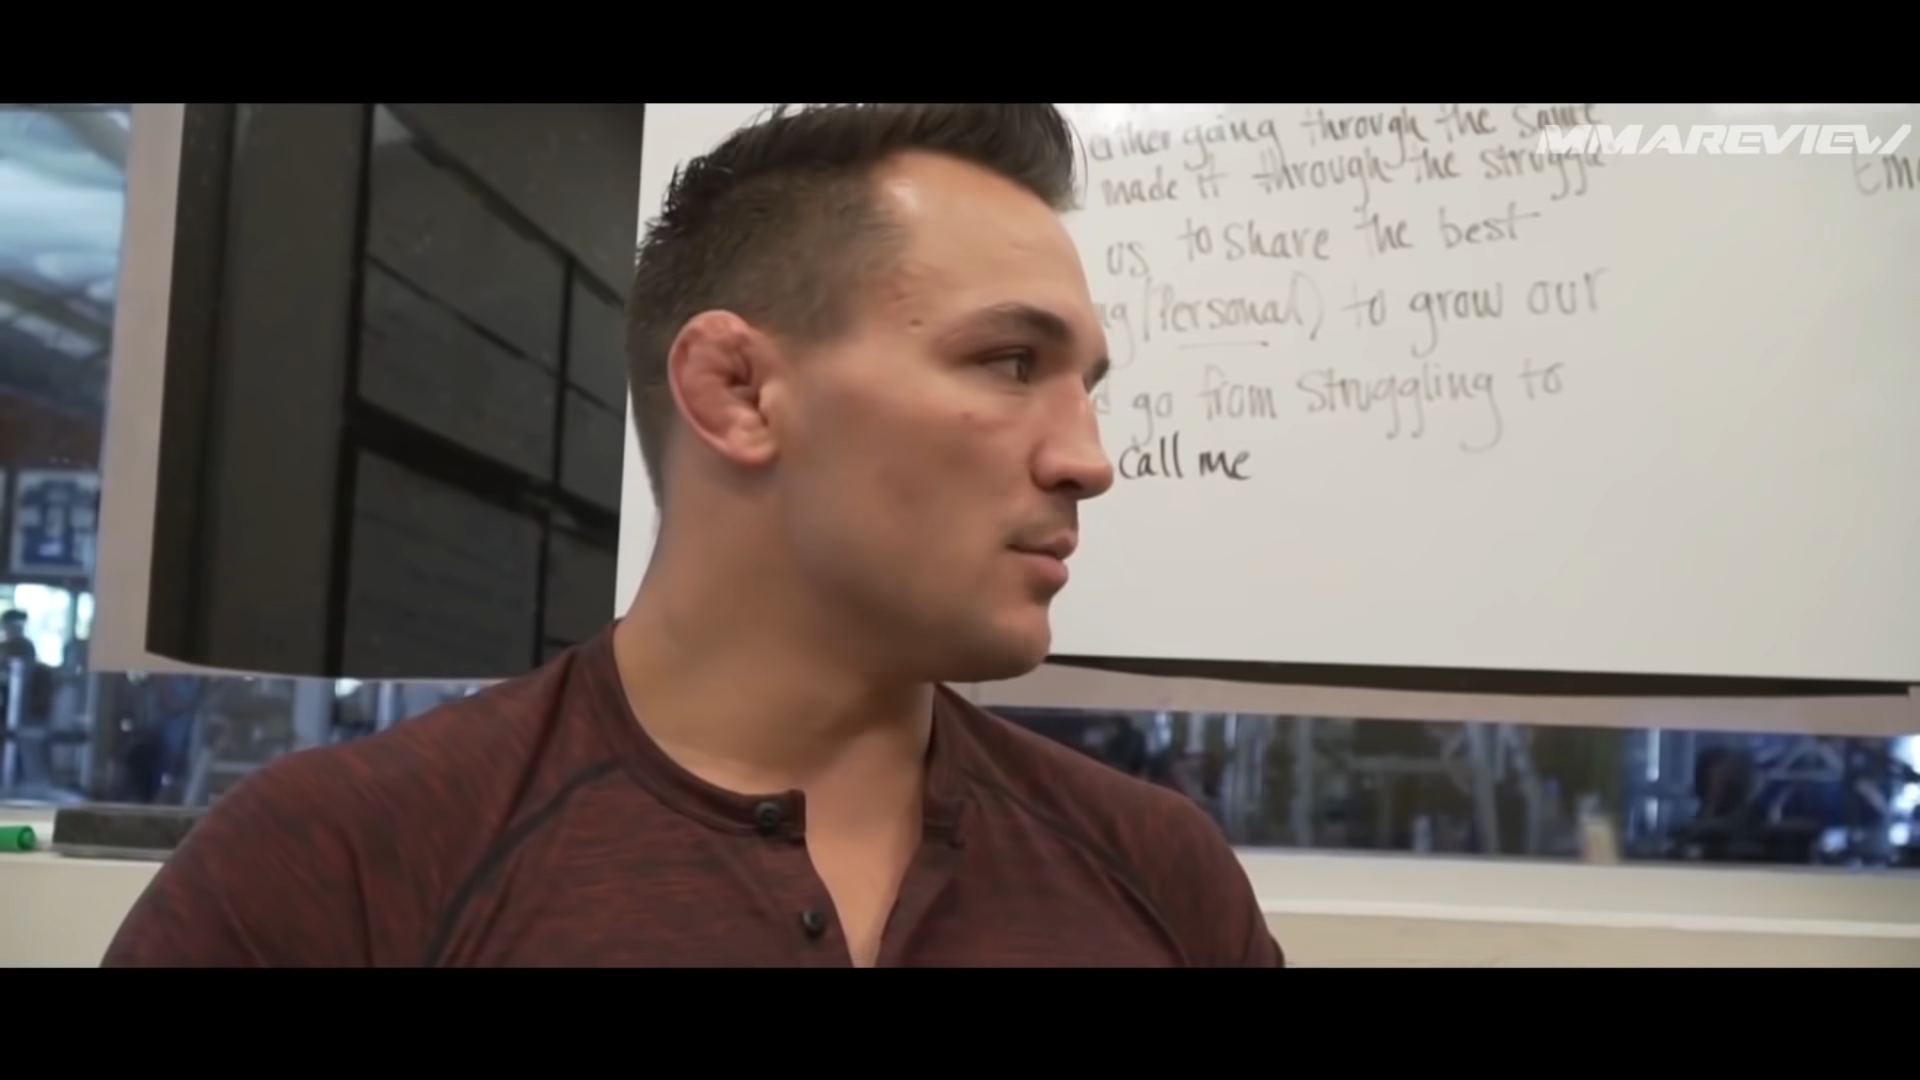 either going through the same
made it through the struggle
us to share the best
(Personal) to grow our
go from struggling to
call me
MMAREVIEW